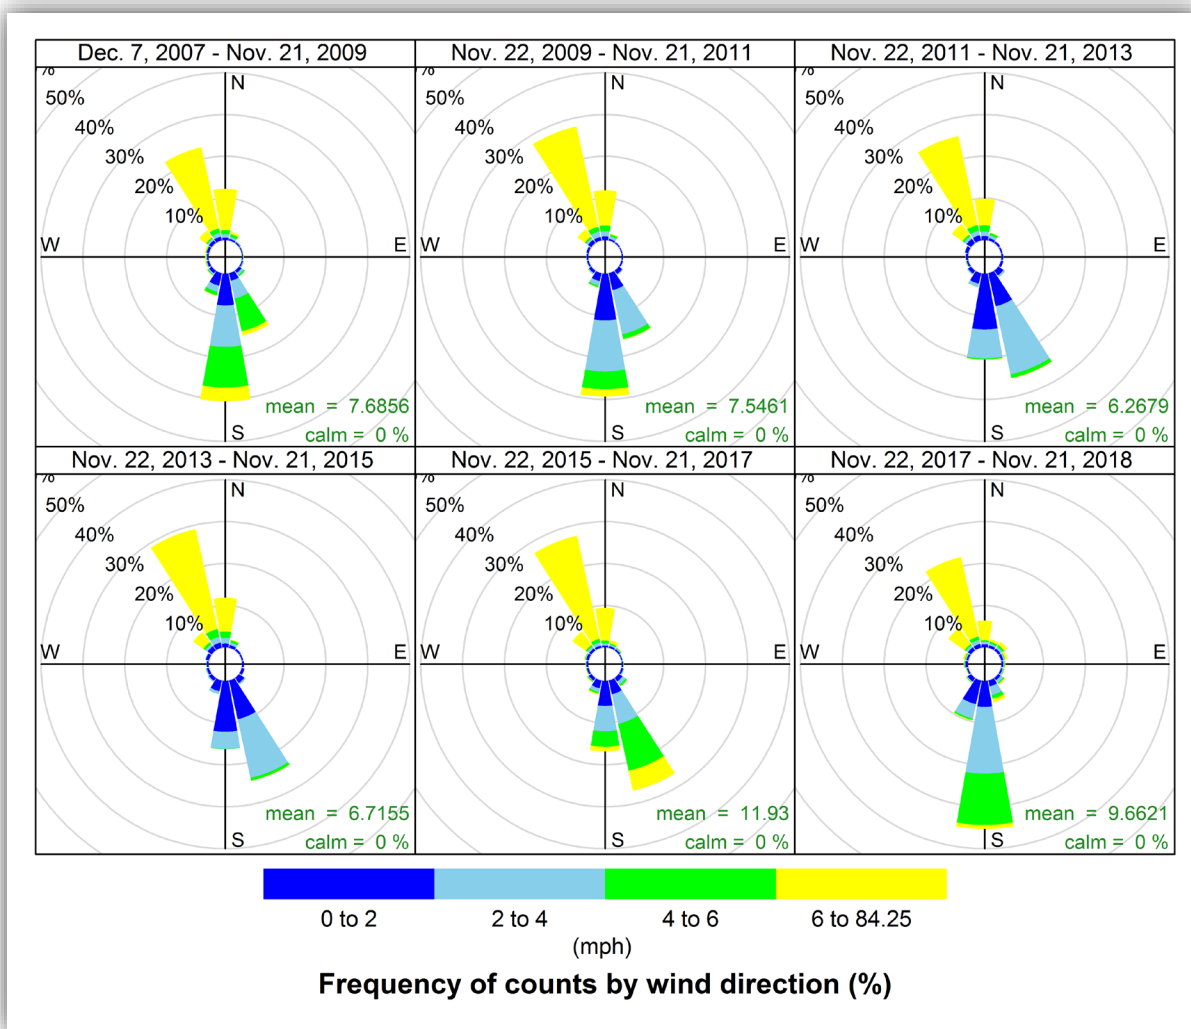 Dec. 7, 2007 - Nov. 21, 2009
%
50%
40%
30%
20%
10%
N
W
E
S
mean = 7.6856
calm = 0 %
Nov. 22, 2009 - Nov. 21, 2011
50%
40%
30%
20%
10%
N
W
E
S
mean = 7.5461
calm = 0 %
Nov. 22, 2011 - Nov. 21, 2013
%
50%
40%
30%
20%
10%
N
W
E
S
mean = 6.2679
calm = 0 %
Nov. 22, 2013 - Nov. 21, 2015
%
50%
40%
30%
20%
10%
N
W
E
S
mean = 6.7155
calm = 0 %
Nov. 22, 2015 - Nov. 21, 2017
50%
40%
30%
20%
10%
N
W
E
S
mean = 11.93
calm = 0 %
Nov. 22, 2017 - Nov. 21, 2018
%
50%
40%
30%
20%
10%
N
W
E
S
mean = 9.6621
calm = 0 %
0 to 2 2 to 4 4 to 6 6 to 84.25
(mph)
Frequency of counts by wind direction (%)